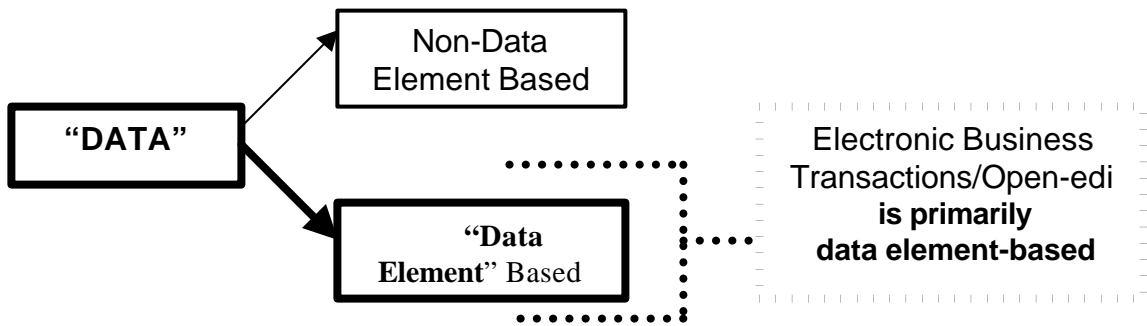 Non-Data
Element Based
“DATA”
Electronic Business
Transactions/Open-edi
is primarily
data element-based
“Data
Element” Based